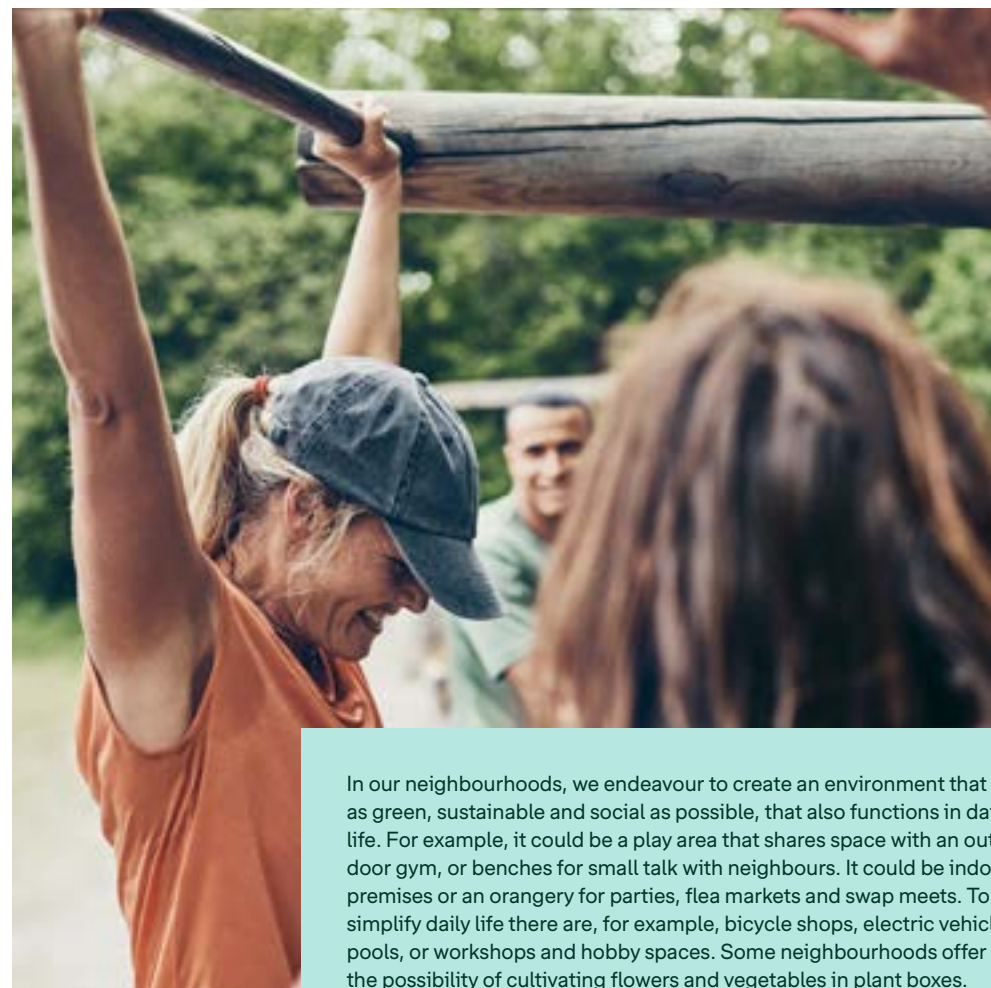 In our neighbourhoods, we endeavour to create an environment that
as green, sustainable and social as possible, that also functions in da
life. For example, it could be a play area that shares space with an out
door gym, or benches for small talk with neighbours. It could be indo
premises or an orangery for parties, flea markets and swap meets. To
simplify daily life there are, for example, bicycle shops, electric vehicl
pools, or workshops and hobby spaces. Some neighbourhoods offer
the possibility of cultivating flowers and vegetables in plant boxes.